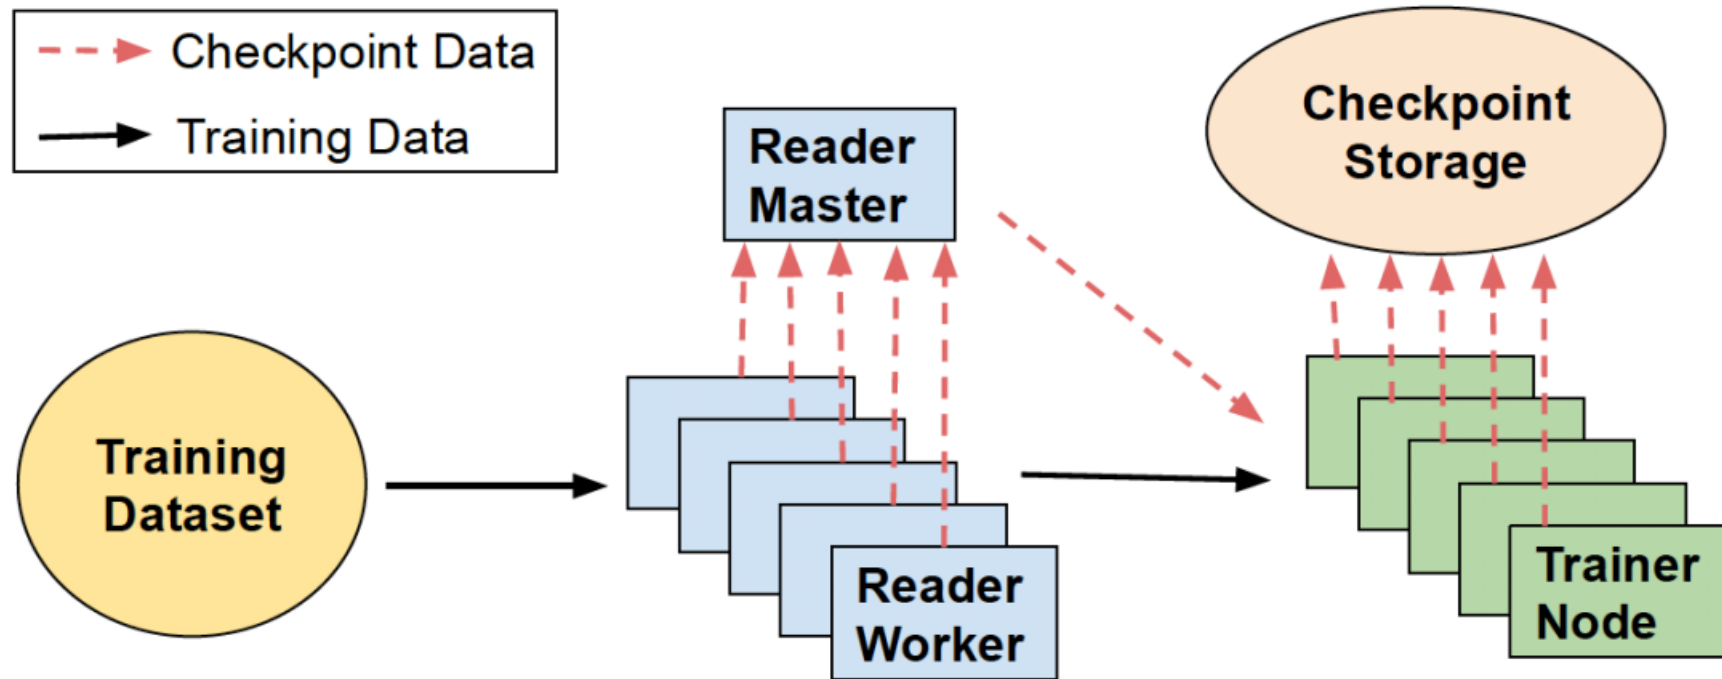 Checkpoint Data
Training Data
Reader
Master
Checkpoint
Storage
Training
Dataset
Reader
Worker
Trainer
Node